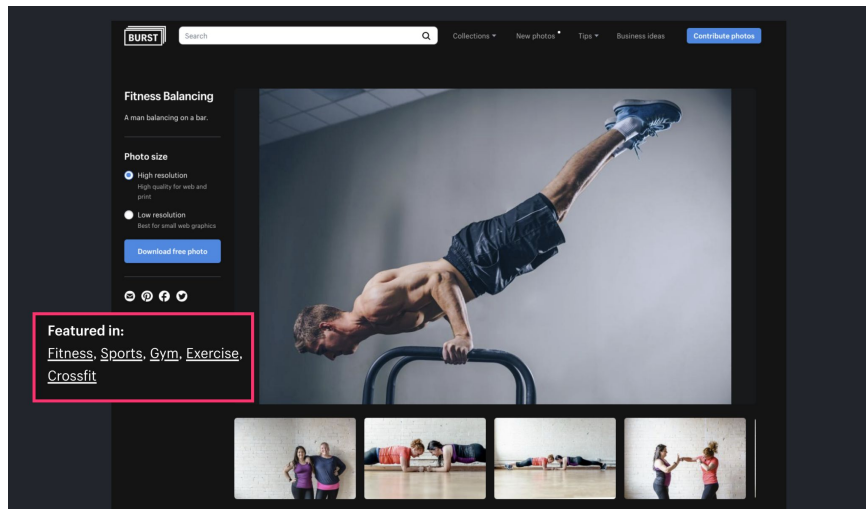 BURST
Search
Collections
New photos
Tips
Business ideas
Contribute photos
Fitness Balancing
A man balancing on a bar.
Photo size
High resolution
High quality for web and
print
Low resolution
Best for small web graphics
Download free photo
Featured in:
Fitness, Sports, Gym, Exercise,
Crossfit